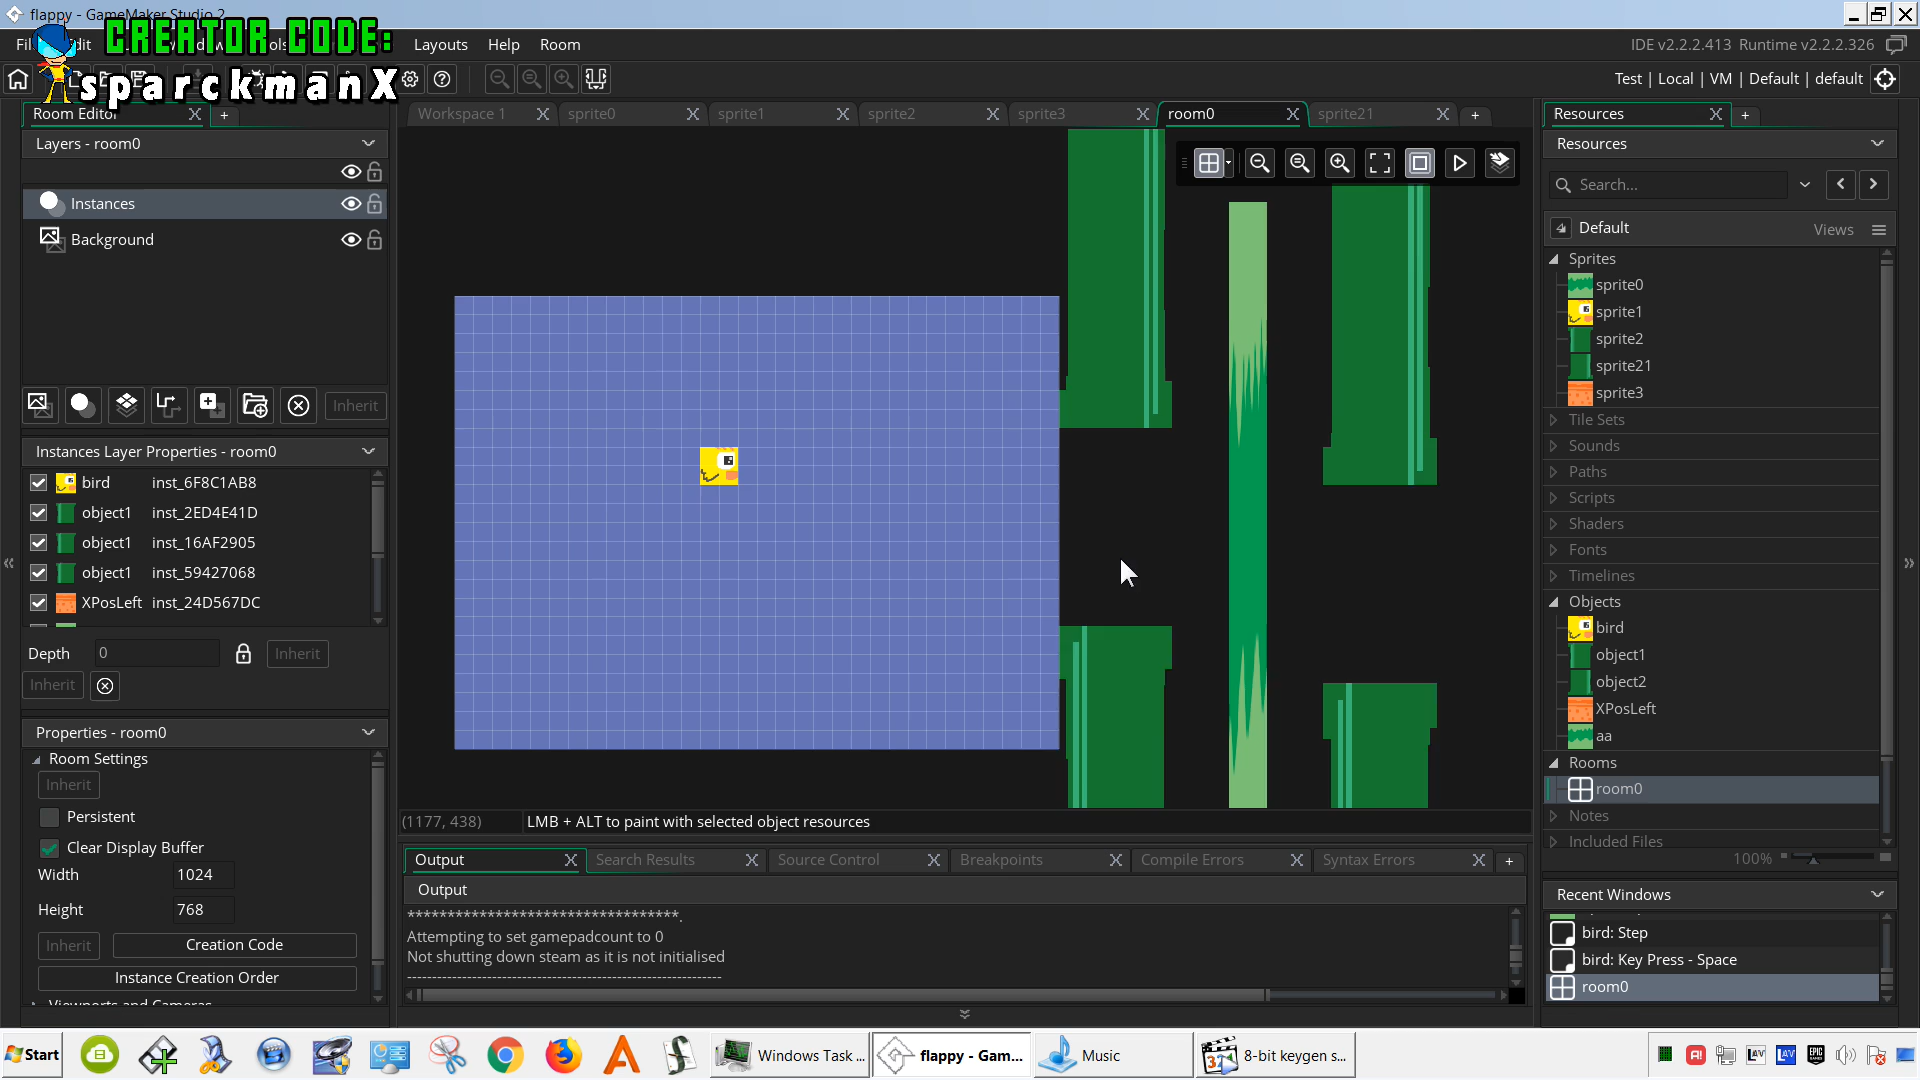 flappy - GameMaker Studio 2
CREATOR CODE:
sparckmanX
Layouts Help Room
IDE v2.2.2.413 Runtime v2.2.2.326
Test | Local | VM | Default | default
Room Editor
Workspace 1
sprite0
sprite1
sprite2
sprite3
room0
sprite21
Resources
Layers - room0
Resources
Search...
Instances
Background
Default
Views
Sprites
sprite0
sprite1
sprite2
sprite21
sprite3
Tile Sets
Sounds
Paths
Scripts
Shaders
Fonts
Timelines
Objects
bird
object1
object2
XPosLeft
aa
Rooms
room0
Notes
Included Files
100%
Inherit
Instances Layer Properties - room0
bird inst_6F8C1AB8
object1 inst_2ED4E41D
object1 inst_16AF2905
object1 inst_59427068
XPosLeft inst_24D567DC
Depth 0 Inherit
Inherit
Properties - room0
Room Settings
Inherit
Persistent
Clear Display Buffer
Width 1024
Height 768
Inherit Creation Code
Instance Creation Order
Viewports and Cameras
(1177, 438) LMB + ALT to paint with selected object resources
Output
Search Results
Source Control
Breakpoints
Compile Errors
Syntax Errors
Output
**********************************.
Attempting to set gamepadcount to 0
Not shutting down steam as it is not initialised
------------------------------------------------------------
Recent Windows
bird: Step
bird: Key Press - Space
room0
Start
Windows Task ...
flappy - Gam...
Music
8-bit keygen s...